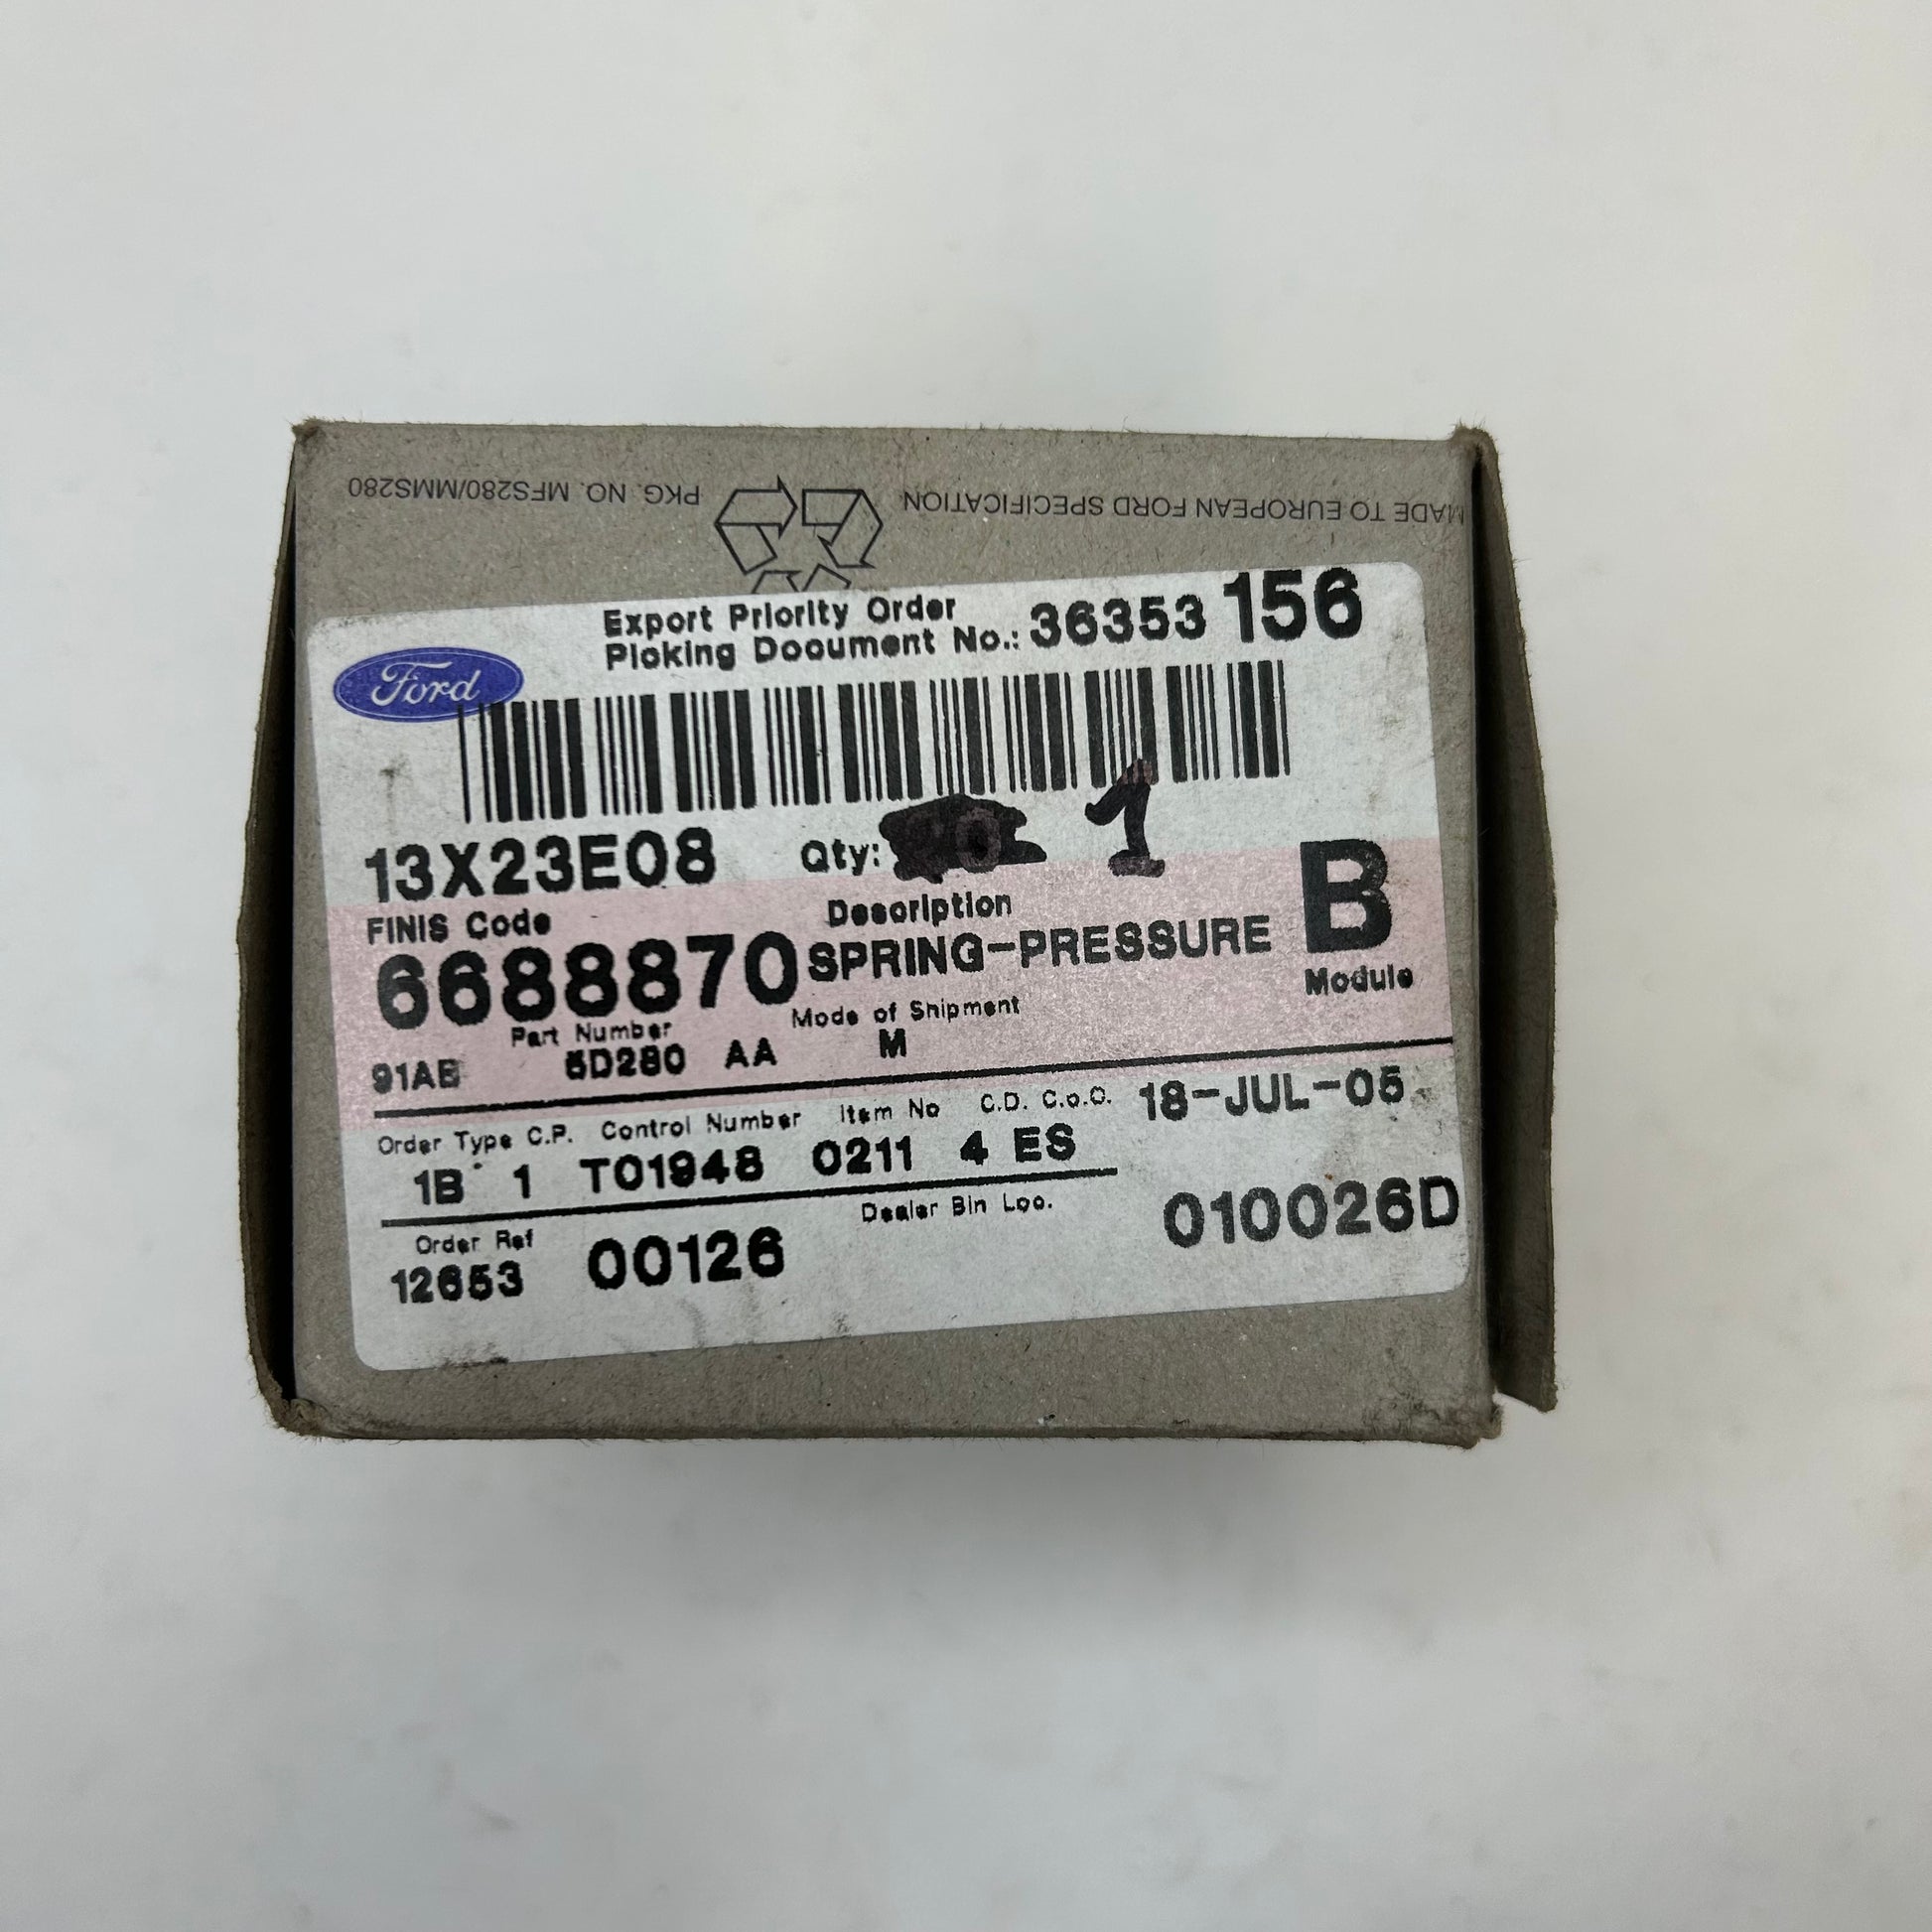 MADE TO EUROPEAN FORD SPECIFICATION PKG. NO. MFS280/MMS280
Export Priority Order
Picking Document No.: 36353 156
Ford
13X23E08 Qty: 1
FINIS Code Description
6688870 SPRING-PRESSURE B
Part Number Mode of Shipment Module
91AB 5D280 AA M
Order Type C.P. Control Number Item No C.D. C.o.O. 18-JUL-05
1B 1 T01948 0211 4 ES
Order Ref Dealer Bin Loc.
12653 00126 010026D